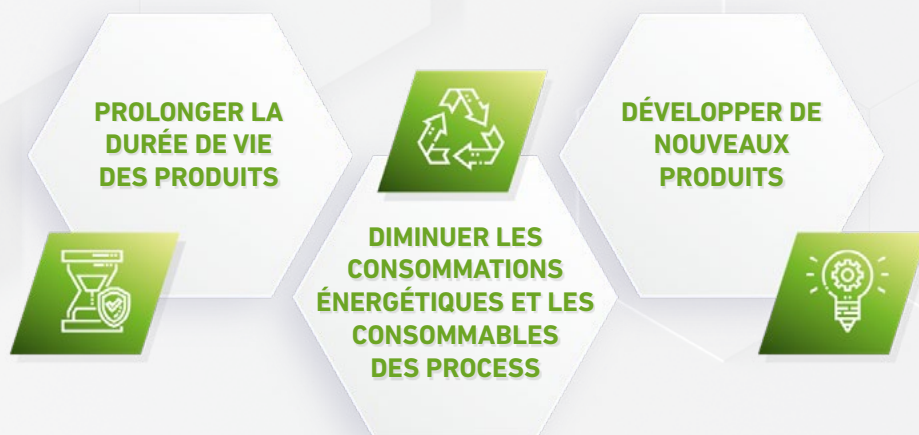 PROLONGER LA
DURÉE DE VIE
DES PRODUITS
DIMINUER LES
CONSOMMATIONS
ÉNERGÉTIQUES ET LES
CONSOMMABLES
DES PROCESS
DÉVELOPPER DE
NOUVEAUX
PRODUITS